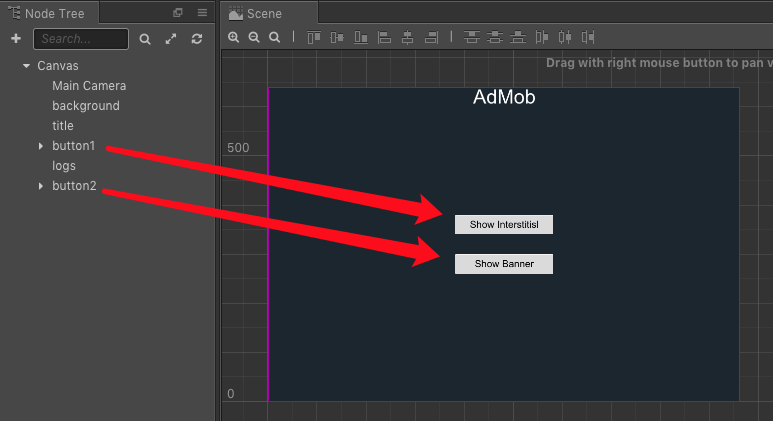 Node Tree
Search...
Canvas
Main Camera
background
title
button1
logs
button2
Scene
Drag with right mouse button to pan v
AdMob
500
Show Interstitisl
Show Banner
0